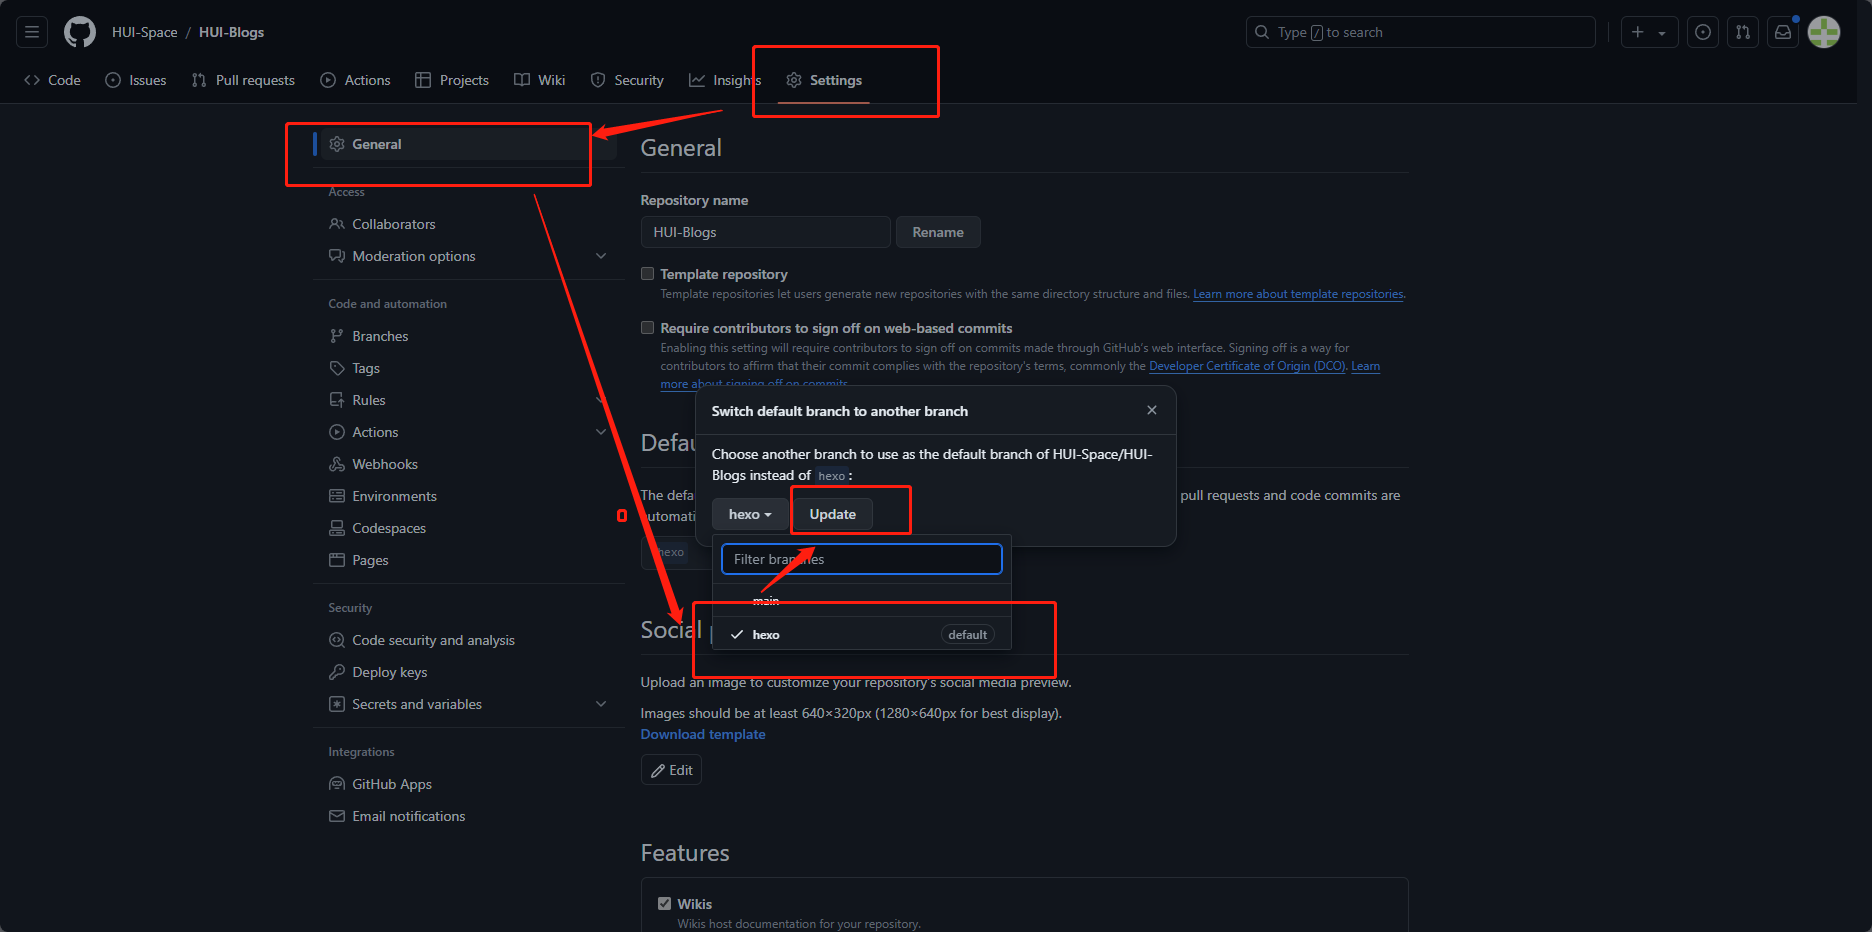 HUI-Space / HUI-Blogs
Type / to search
Code Issues Pull requests Actions Projects Wiki Security Insights Settings
General
Access
Collaborators
Moderation options
Code and automation
Branches
Tags
Rules
Actions
Webhooks
Environments
Codespaces
Pages
Security
Code security and analysis
Deploy keys
Secrets and variables
Integrations
GitHub Apps
Email notifications
General
Repository name
HUI-Blogs Rename
Template repository
Template repositories let users generate new repositories with the same directory structure and files. Learn more about template repositories.
Require contributors to sign off on web-based commits
Enabling this setting will require contributors to sign off on commits made through GitHub's web interface. Signing off is a way for
contributors to affirm that their commit complies with the repository's terms, commonly the Developer Certificate of Origin (DCO). Learn
more about signing off on commits.
Switch default branch to another branch
Choose another branch to use as the default branch of HUI-Space/HUI-
Blogs instead of hexo :
hexo Update
Filter branches
main
hexo default
Defau
The defa pull requests and code commits are
utomati
hexo
Social
Upload an image to customize your repository's social media preview.
Images should be at least 640×320px (1280×640px for best display).
Download template
Edit
Features
Wikis
Wikis host documentation for your repository.